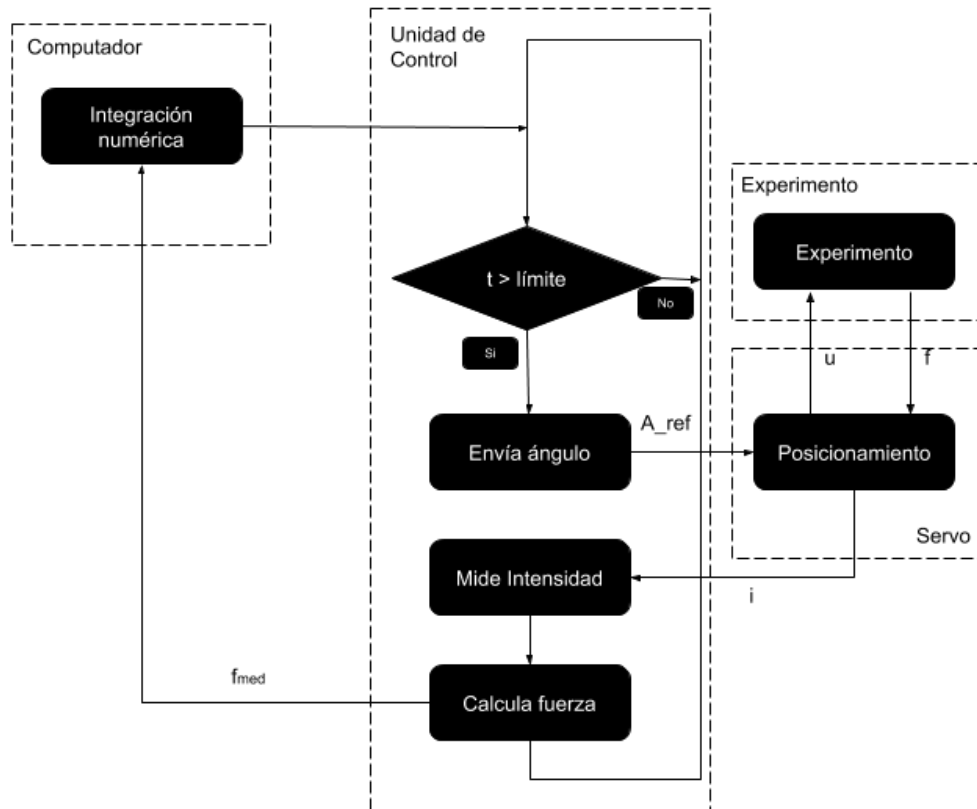 Computador
Integración
numérica
Unidad de
Control
t > límite
No
Si
Envía ángulo
A_ref
Mide Intensidad
Calcula fuerza
fmed
Experimento
Experimento
u
f
Posicionamiento
Servo
i